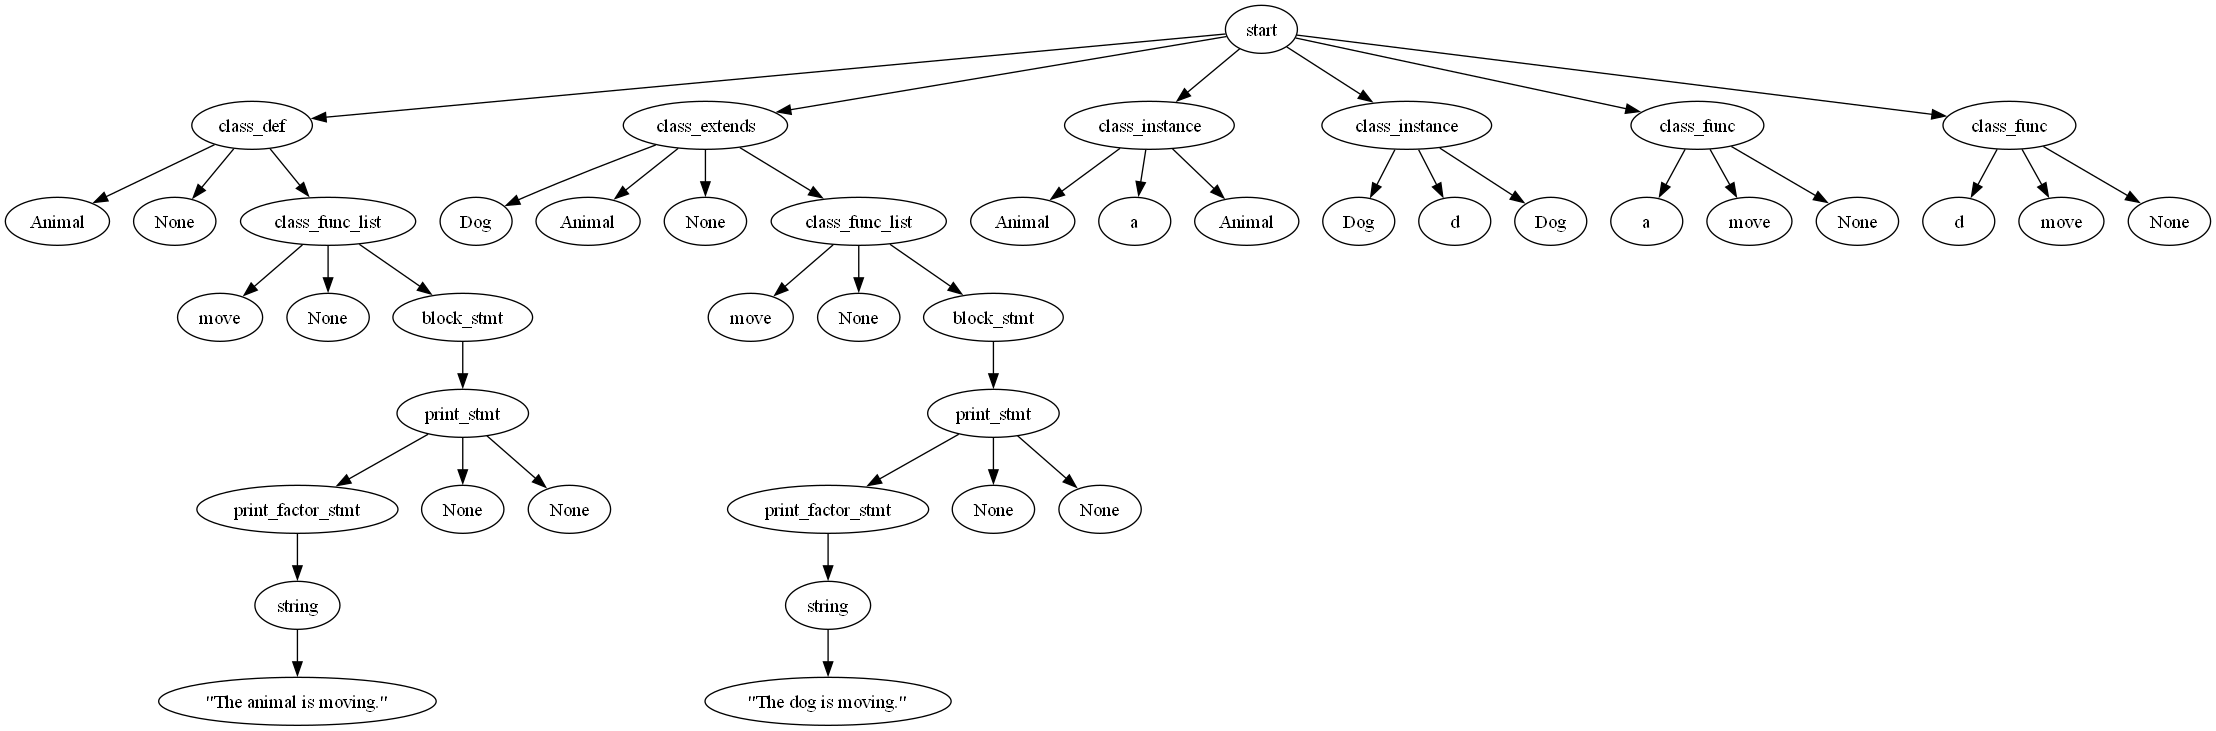 start
class_def
class_extends
class_instance
class_instance
class_func
class_func
Animal
None
class_func_list
Dog
Animal
None
class_func_list
Animal
a
Animal
Dog
d
Dog
a
move
None
d
move
None
move
None
block_stmt
move
None
block_stmt
print_stmt
print_stmt
print_factor_stmt
None
None
print_factor_stmt
None
None
string
string
"The animal is moving."
"The dog is moving."